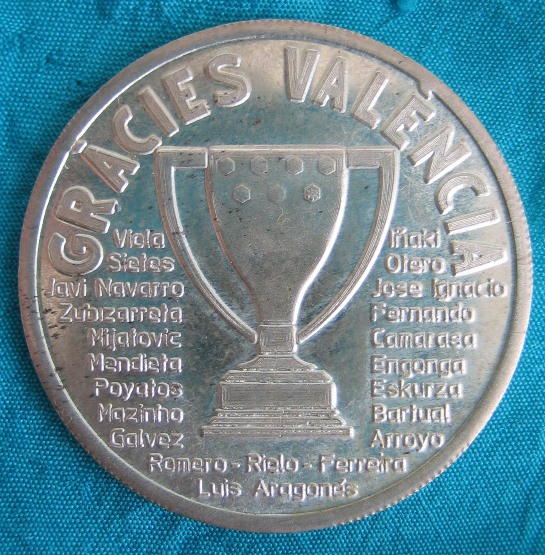 GRÀCIES VALÈNCIA
Viola
Sietes
Javi Navarro
Zubizarreta
Mijatovic
Mendieta
Poyatos
Mazinho
Galvez
Iñaki
Otero
Jose Ignacio
Fernando
Camarasa
Engonga
Eskurza
Bartual
Arroyo
Romero - Rielo - Ferreira
Luis Aragonés